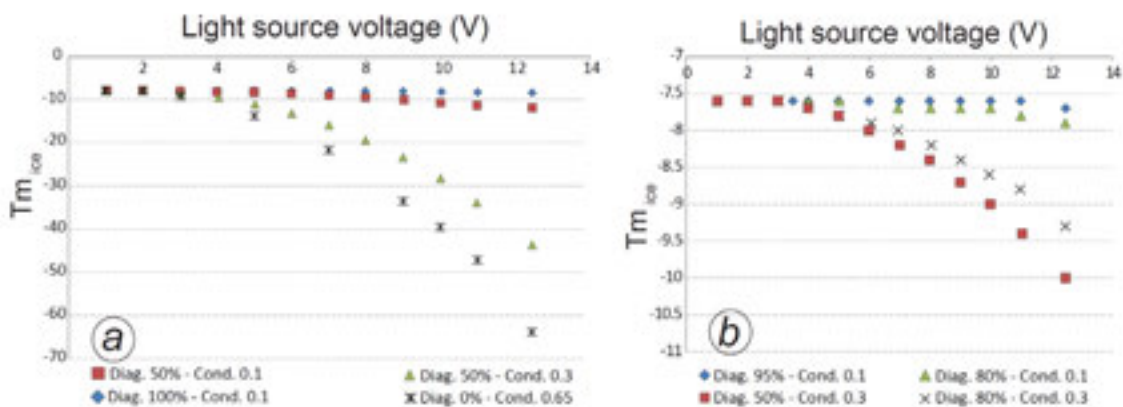 Light source voltage (V)
0 2 4 6 8 10 12 14
0
-10
-20
-30
-40
-50
-60
-70
Tm ice
a
Diag. 50% - Cond. 0.1
Diag. 50% - Cond. 0.3
Diag. 100% - Cond. 0.1
Diag. 0% - Cond. 0.65
Light source voltage (V)
0 2 4 6 8 10 12 14
-7
-7.5
-8
-8.5
-9
-9.5
-10
-10.5
-11
Tm ice
b
Diag. 95% - Cond. 0.1
Diag. 80% - Cond. 0.1
Diag. 50% - Cond. 0.3
Diag. 80% - Cond. 0.3